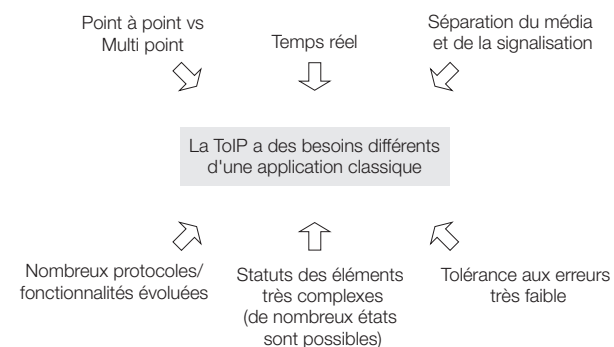 Point à point vs
Multi point
Temps réel
Séparation du média
et de la signalisation
La ToIP a des besoins différents
d'une application classique
Nombreux protocoles/
fonctionnalités évoluées
Statuts des éléments
très complexes
(de nombreux états
sont possibles)
Tolérance aux erreurs
très faible